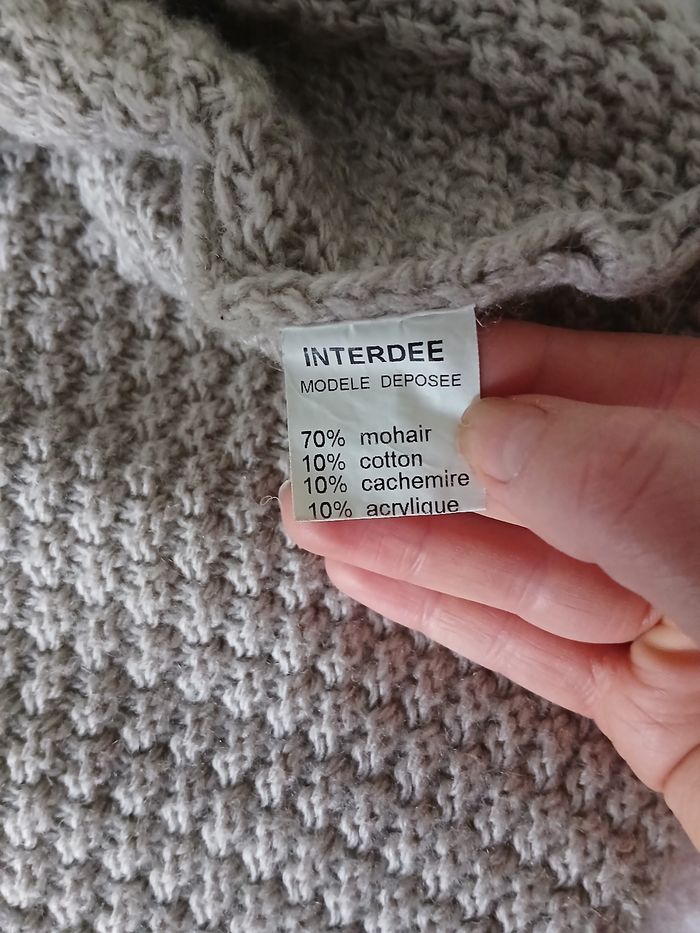 INTERDEE
MODELE DEPOSEE
70% mohair
10% cotton
10% cachemire
10% acrylique